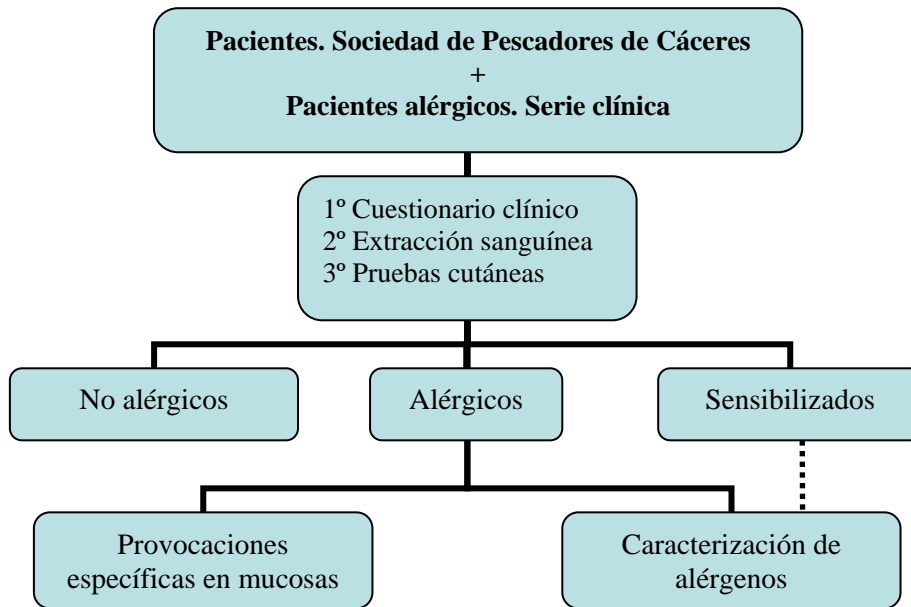 Pacientes. Sociedad de Pescadores de Cáceres
+
Pacientes alérgicos. Serie clínica
1º Cuestionario clínico
2º Extracción sanguínea
3º Pruebas cutáneas
No alérgicos
Alérgicos
Sensibilizados
Provocaciones
específicas en mucosas
Caracterización de
alérgenos